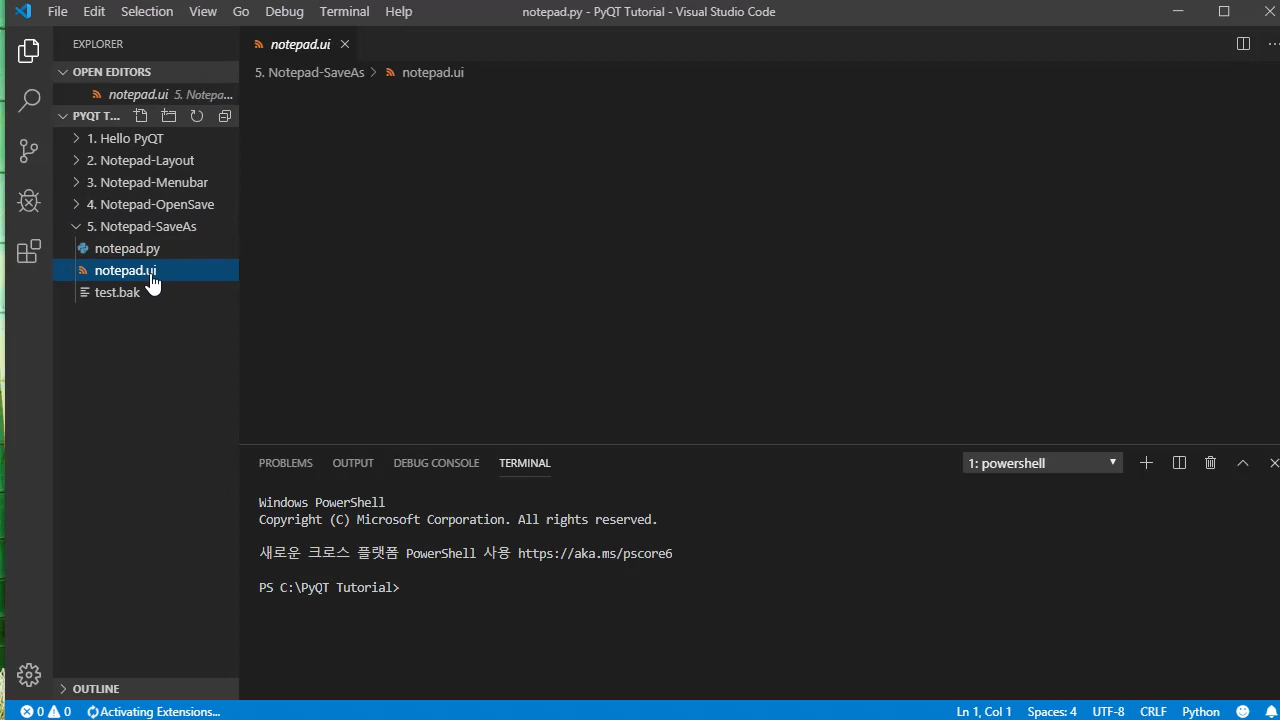 File Edit Selection View Go Debug Terminal Help notepad.py - PyQT Tutorial - Visual Studio Code
EXPLORER
OPEN EDITORS
notepad.ui 5. Notepa...
PYQT T...
1. Hello PyQT
2. Notepad-Layout
3. Notepad-Menubar
4. Notepad-OpenSave
5. Notepad-SaveAs
notepad.py
notepad.ui
test.bak
OUTLINE
notepad.ui
5. Notepad-SaveAs > notepad.ui
PROBLEMS OUTPUT DEBUG CONSOLE TERMINAL 1: powershell
Windows PowerShell
Copyright (C) Microsoft Corporation. All rights reserved.
새로운 크로스 플랫폼 PowerShell 사용 https://aka.ms/pscore6
PS C:\PyQT Tutorial>
0 0 Activating Extensions... Ln 1, Col 1 Spaces: 4 UTF-8 CRLF Python